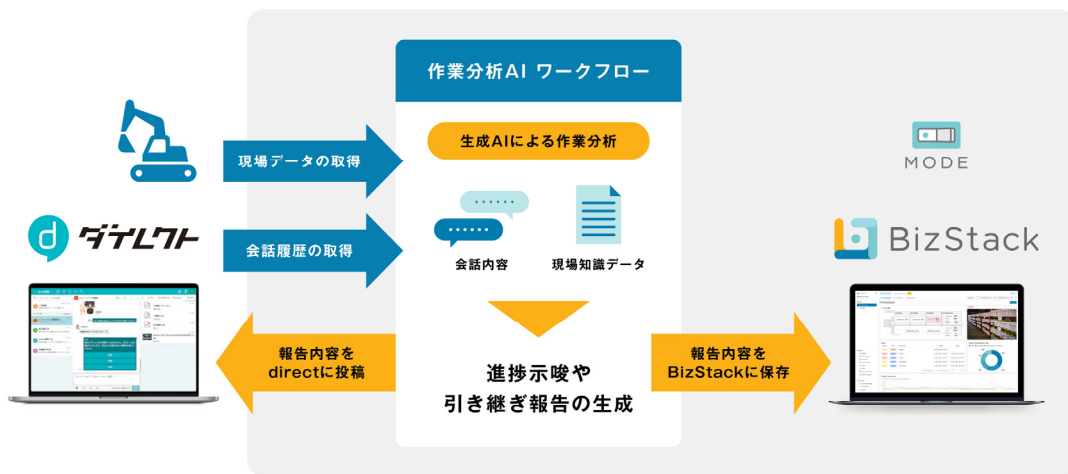 作業分析AI ワークフロー
生成AIによる作業分析
現場データの取得
MODE
d ダイレクト
会話履歴の取得
会話内容
現場知識データ
BizStack
報告内容を
directに投稿
進捗示唆や
引き継ぎ報告の生成
報告内容を
BizStackに保存